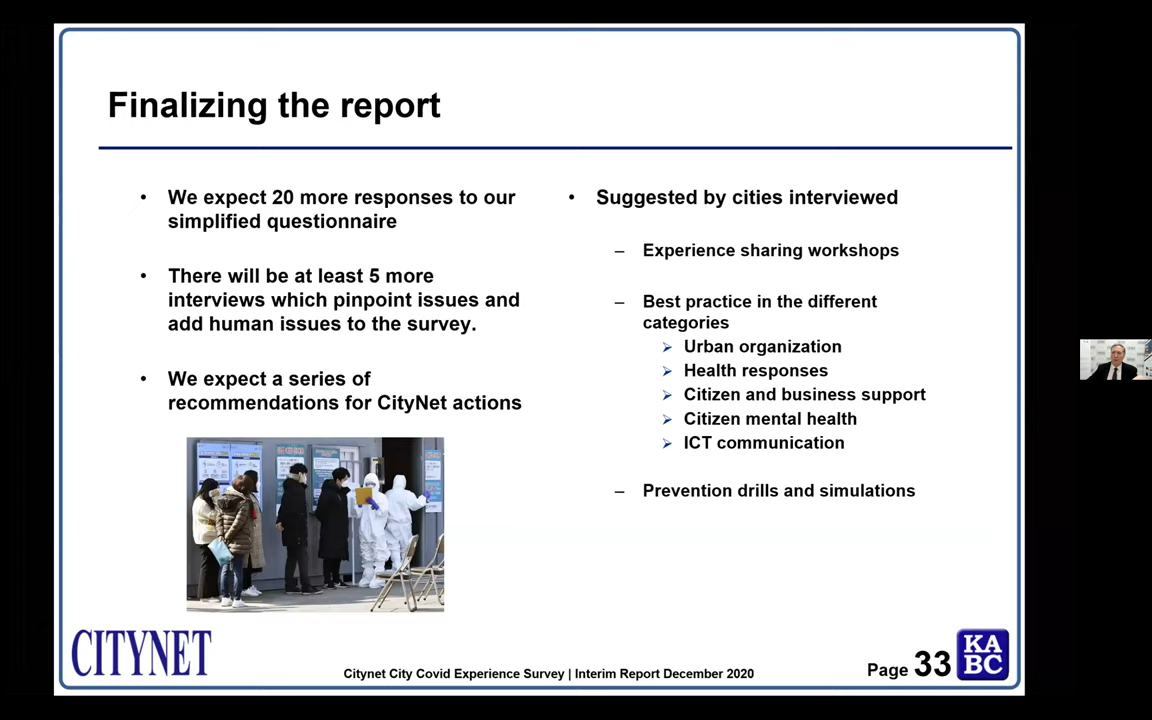 Finalizing the report
• We expect 20 more responses to our
simplified questionnaire
• There will be at least 5 more
interviews which pinpoint issues and
add human issues to the survey.
• We expect a series of
recommendations for CityNet actions
• Suggested by cities interviewed
– Experience sharing workshops
– Best practice in the different
categories
➢ Urban organization
➢ Health responses
➢ Citizen and business support
➢ Citizen mental health
➢ ICT communication
– Prevention drills and simulations
CITYNET
Citynet City Covid Experience Survey | Interim Report December 2020
Page 33
KA
BC